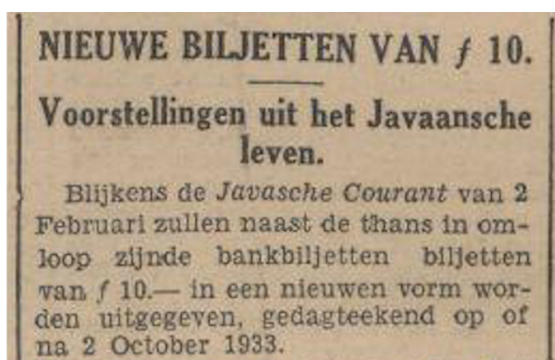 NIEUWE BILJETTEN VAN ƒ 10.
Voorstellingen uit het Javaansche
leven.
Blijkens de Javasche Courant van 2
Februari zullen naast de thans in om-
loop zijnde bankbiljetten biljetten
van ƒ 10.— in een nieuwen vorm wor-
den uitgegeven, gedagteekend op of
na 2 October 1933.